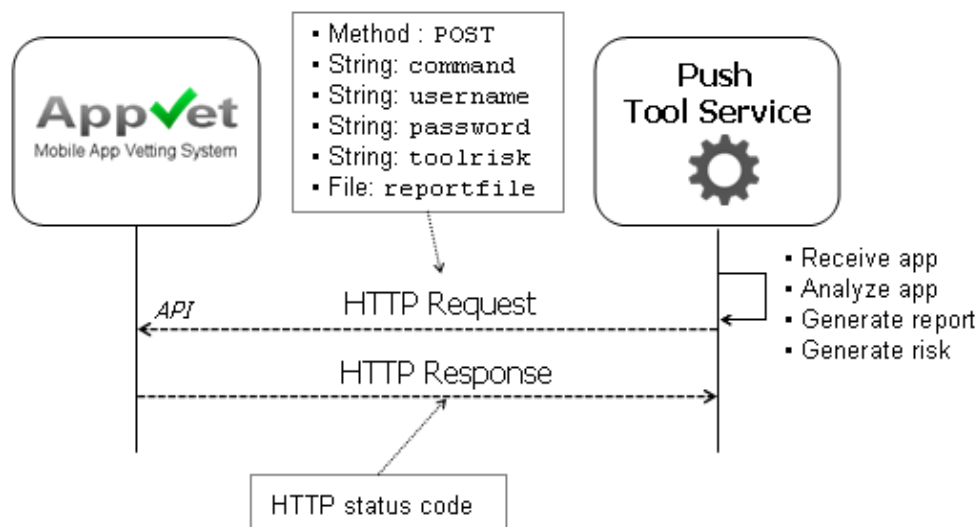 ▪ Method : POST
▪ String: command
▪ String: username
▪ String: password
▪ String: toolrisk
▪ File: reportfile
AppVet
Mobile App Vetting System
Push
Tool Service
▪ Receive app
▪ Analyze app
▪ Generate report
▪ Generate risk
API
HTTP Request
HTTP Response
HTTP status code